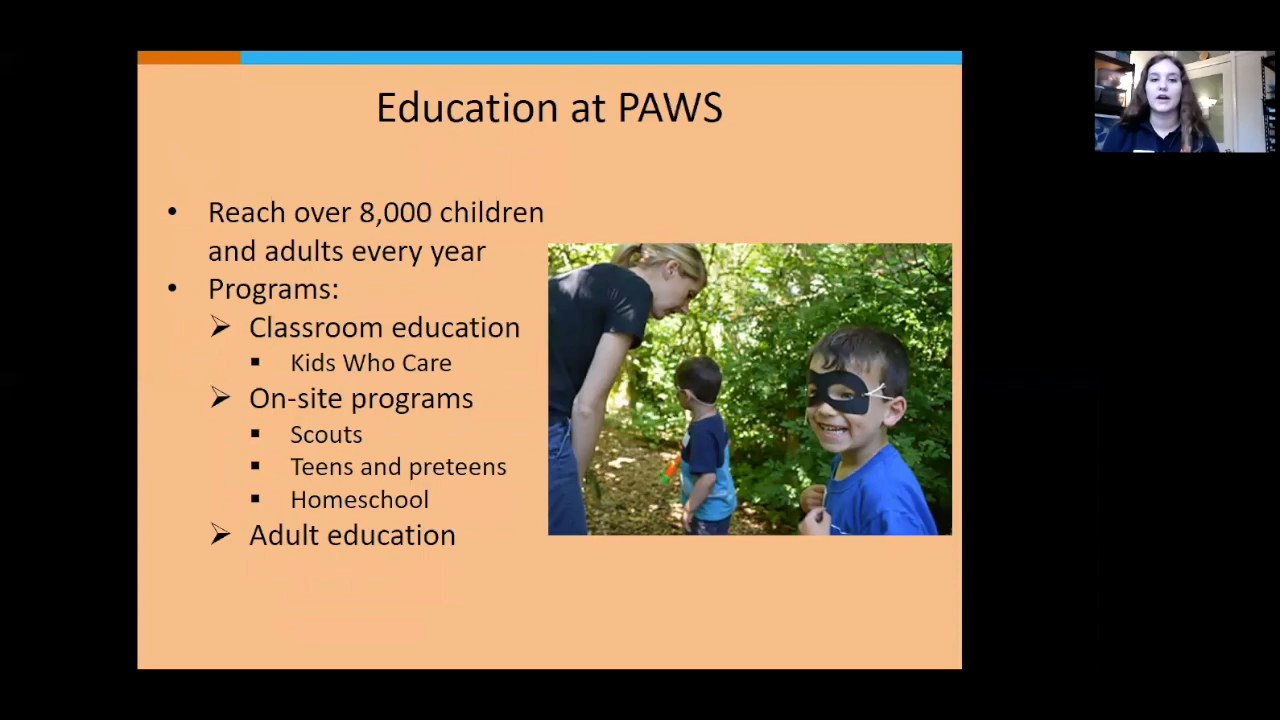 Education at PAWS
• Reach over 8,000 children
and adults every year
• Programs:
➢ Classroom education
▪ Kids Who Care
➢ On-site programs
▪ Scouts
▪ Teens and preteens
▪ Homeschool
➢ Adult education